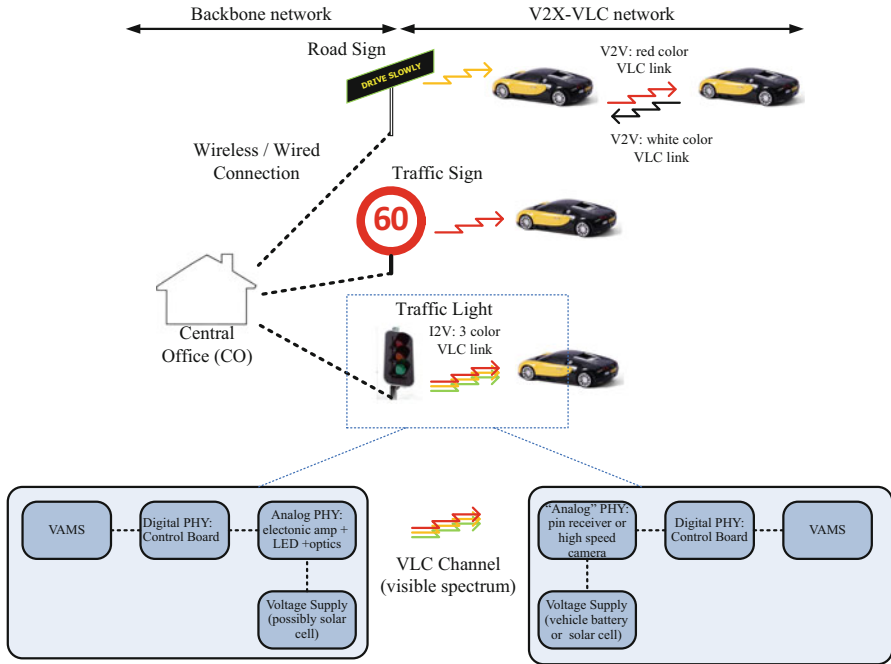 Backbone network
V2X-VLC network
Road Sign
DRIVE SLOWLY
V2V: red color
VLC link
V2V: white color
VLC link
Wireless / Wired
Connection
Traffic Sign
60
Central
Office (CO)
Traffic Light
I2V: 3 color
VLC link
VAMS
Digital PHY:
Control Board
Analog PHY:
electonic amp +
LED +optics
Voltage Supply
(possibly solar
cell)
VLC Channel
(visible spectrum)
“Analog” PHY:
pin receiver or
high speed
camera
Digital PHY:
Control Board
VAMS
Voltage Supply
(vehicle battery
or solar cell)